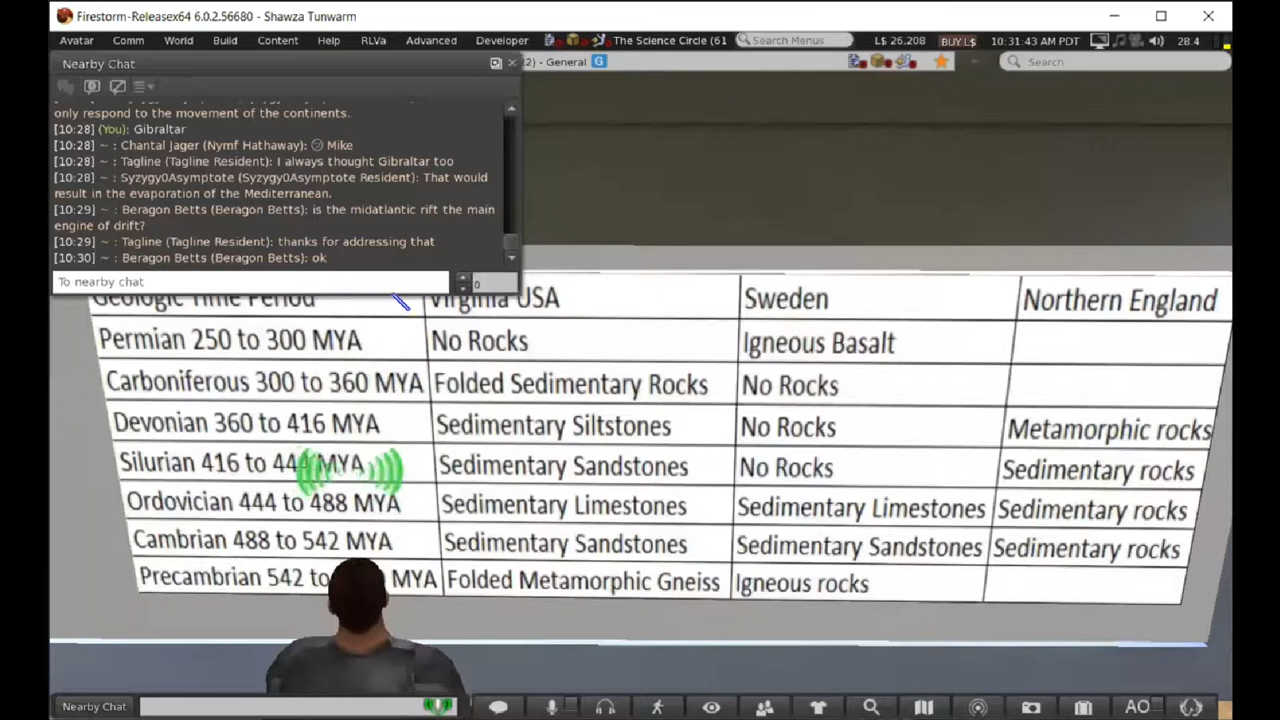 Firestorm-Releasex64 6.0.2.56680 - Shawza Tunwarm
Avatar Comm World Build Content Help RLVa Advanced Developer The Science Circle (61 Search Menus L$ 26,208 BUY L$ 10:31:43 AM PDT 28.4
Nearby Chat
2) - General G
Search
only respond to the movement of the continents.
[10:28] (You): Gibraltar
[10:28] ~ : Chantal Jager (Nymf Hathaway): Mike
[10:28] ~ : Tagline (Tagline Resident): I always thought Gibraltar too
[10:28] ~ : Syzygy0Asymptote (Syzygy0Asymptote Resident): That would
result in the evaporation of the Mediterranean.
[10:29] ~ : Beragon Betts (Beragon Betts): is the midatlantic rift the main
engine of drift?
[10:29] ~ : Tagline (Tagline Resident): thanks for addressing that
[10:30] ~ : Beragon Betts (Beragon Betts): ok
To nearby chat 0
Geologic Time Period Virginia USA Sweden Northern England
Permian 250 to 300 MYA No Rocks Igneous Basalt
Carboniferous 300 to 360 MYA Folded Sedimentary Rocks No Rocks
Devonian 360 to 416 MYA Sedimentary Siltstones No Rocks Metamorphic rocks
Silurian 416 to 444 MYA Sedimentary Sandstones No Rocks Sedimentary rocks
Ordovician 444 to 488 MYA Sedimentary Limestones Sedimentary Limestones Sedimentary rocks
Cambrian 488 to 542 MYA Sedimentary Sandstones Sedimentary Sandstones Sedimentary rocks
Precambrian 542 to MYA Folded Metamorphic Gneiss Igneous rocks
Nearby Chat AO